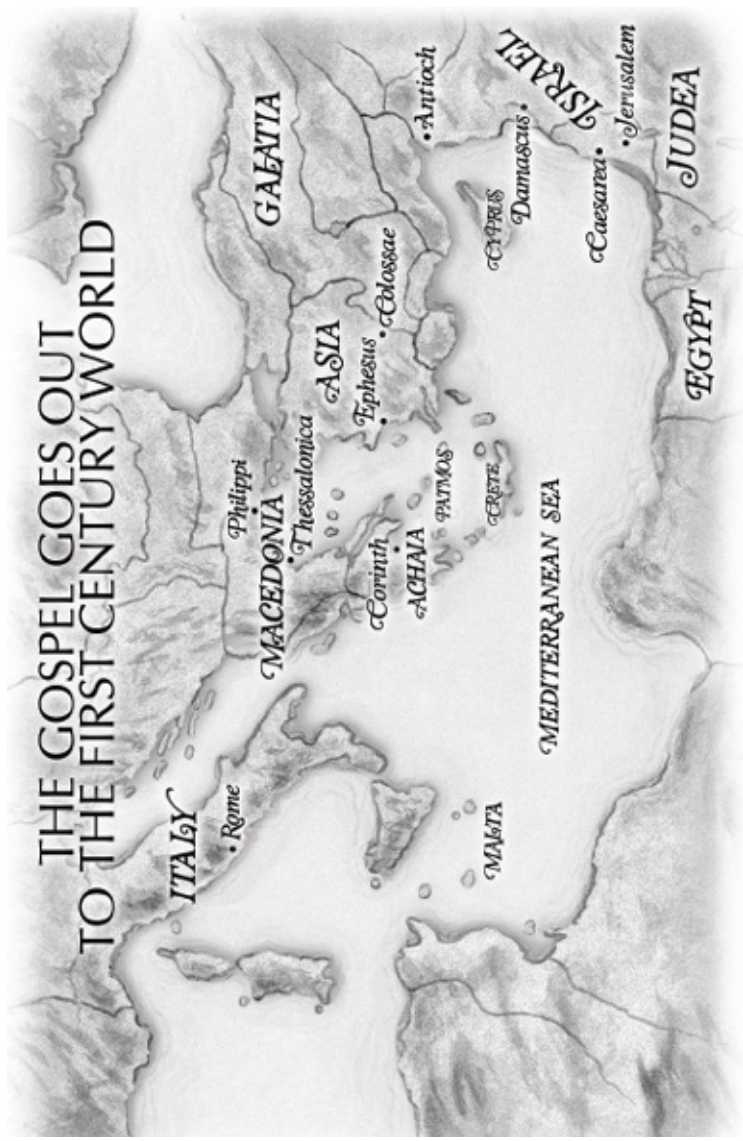 THE GOSPEL GOES OUT
TO THE FIRST CENTURY WORLD
ITALY
Rome
MACEDONIA
Philippi
Thessalonica
GALATIA
ASIA
Ephesus
Colossae
Corinth
ACHAIA
PATMOS
CRETE
Antioch
CYPRUS
Damascus
ISRAEL
MALTA
MEDITERRANEAN SEA
Caesarea
Jerusalem
JUDEA
EGYPT